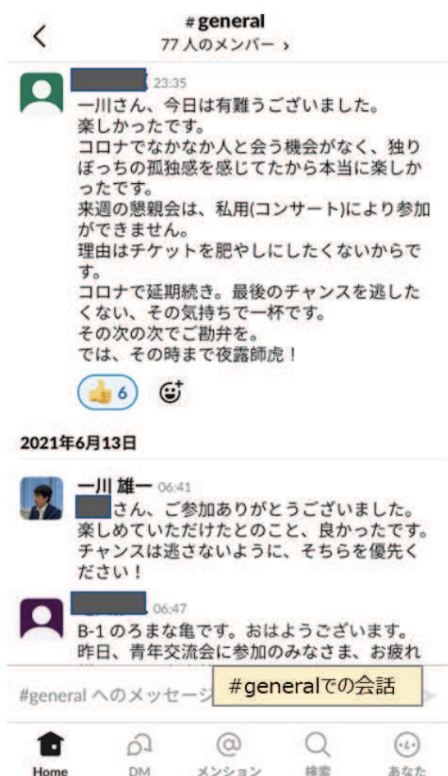 #general
77 人のメンバー
23:35
一川さん、今日は有難うございました。
楽しかったです。
コロナでなかなか人と会う機会がなく、独り
ぼっちの孤独感を感じてたから本当に楽しか
ったです。
来週の懇親会は、私用(コンサート)により参加
ができません。
理由はチケットを肥やしにしたくないからで
す。
コロナで延期続き。最後のチャンスを逃した
くない、その気持ちで一杯です。
その次の次でご勘弁を。
では、その時まで夜露師虎！
6
2021年6月13日
一川 雄一 06:41
さん、ご参加ありがとうございました。
楽しめていただけたとのこと、良かったです。
チャンスは逃さないように、そちらを優先く
ださい！
06:47
B-1 のろまな亀です。おはようございます。
昨日、青年交流会に参加のみなさま、お疲れ
#general へのメッセージ
#generalでの会話
Home DM メンション 検索 あなた